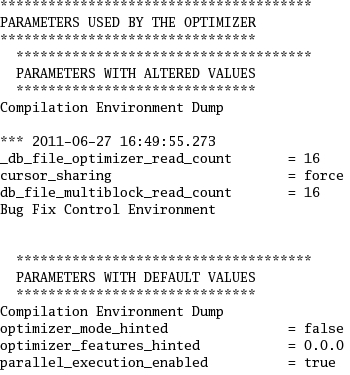 ***************************************
PARAMETERS USED BY THE OPTIMIZER
********************************
  *************************************
  PARAMETERS WITH ALTERED VALUES
  ******************************
Compilation Environment Dump
*** 2011-06-27 16:49:55.273
_db_file_optimizer_read_count       = 16
cursor_sharing                      = force
db_file_multiblock_read_count       = 16
Bug Fix Control Environment
  *************************************
  PARAMETERS WITH DEFAULT VALUES
  ******************************
Compilation Environment Dump
optimizer_mode_hinted               = false
optimizer_features_hinted           = 0.0.0
parallel_execution_enabled          = true